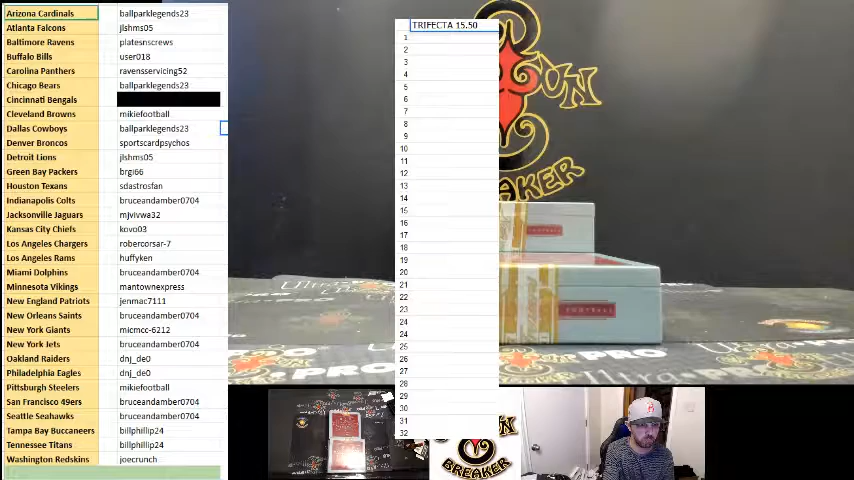 Arizona Cardinals ballparklegends23
Atlanta Falcons jlshms05
Baltimore Ravens platesnscrews
Buffalo Bills user018
Carolina Panthers ravensservicing52
Chicago Bears ballparklegends23
Cincinnati Bengals
Cleveland Browns mikiefootball
Dallas Cowboys ballparklegends23
Denver Broncos sportscardpsychos
Detroit Lions jlshms05
Green Bay Packers brgi66
Houston Texans sdastrosfan
Indianapolis Colts bruceandamber0704
Jacksonville Jaguars mjvivwa32
Kansas City Chiefs kovo03
Los Angeles Chargers robercorsar-7
Los Angeles Rams huffyken
Miami Dolphins bruceandamber0704
Minnesota Vikings mantownexpress
New England Patriots jenmac7111
New Orleans Saints bruceandamber0704
New York Giants micmcc-6212
New York Jets bruceandamber0704
Oakland Raiders dnj_de0
Philadelphia Eagles dnj_de0
Pittsburgh Steelers mikiefootball
San Francisco 49ers bruceandamber0704
Seattle Seahawks bruceandamber0704
Tampa Bay Buccaneers billphillip24
Tennessee Titans billphillip24
Washington Redskins joecrunch
TRIFECTA 15.50
1
2
3
4
5
6
7
8
9
10
11
12
13
14
15
16
17
18
19
20
21
22
23
24
24
25
26
27
28
29
30
31
32
GUN
BREAKER
FOOTBALL
PRO
BREAKER